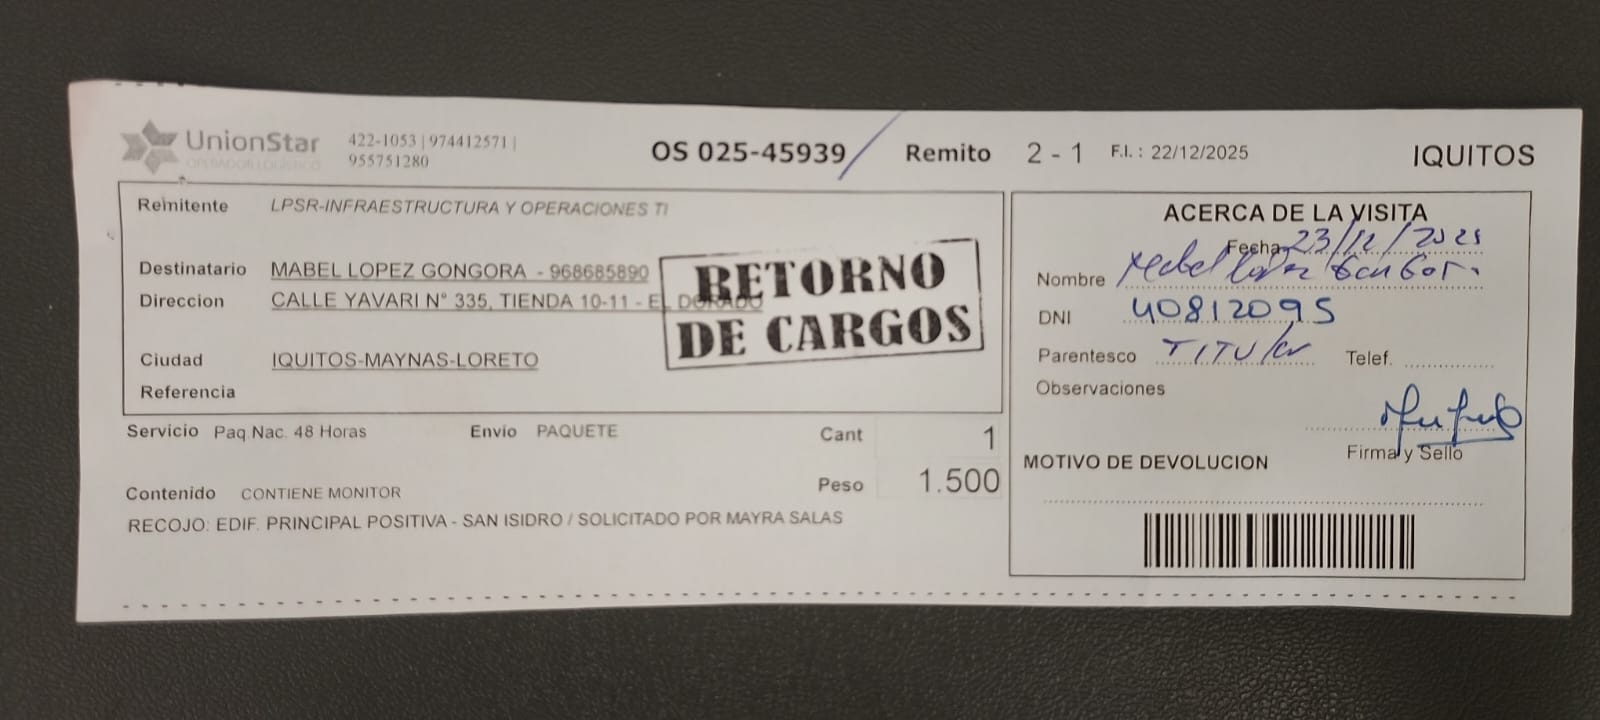 UnionStar 422-1053 | 974412571 |
OPERADOR LOGISTICO 955751280
OS 025-45939 Remito 2 - 1 F.I. : 22/12/2025 IQUITOS
Remitente LPSR-INFRAESTRUCTURA Y OPERACIONES TI
Destinatario MABEL LOPEZ GONGORA - 968685890
Direccion CALLE YAVARI N° 335, TIENDA 10-11 - EL DORADO
Ciudad IQUITOS-MAYNAS-LORETO
Referencia
RETORNO
DE CARGOS
Servicio Paq.Nac. 48 Horas Envio PAQUETE Cant 1
Peso 1.500
Contenido CONTIENE MONITOR
RECOJO: EDIF. PRINCIPAL POSITIVA - SAN ISIDRO / SOLICITADO POR MAYRA SALAS
ACERCA DE LA VISITA
Fecha 23/12/2025
Nombre Mabel Lopez Gongora
DNI 40812095
Parentesco TITULar Telef.
Observaciones
Firma y Sello
MOTIVO DE DEVOLUCION